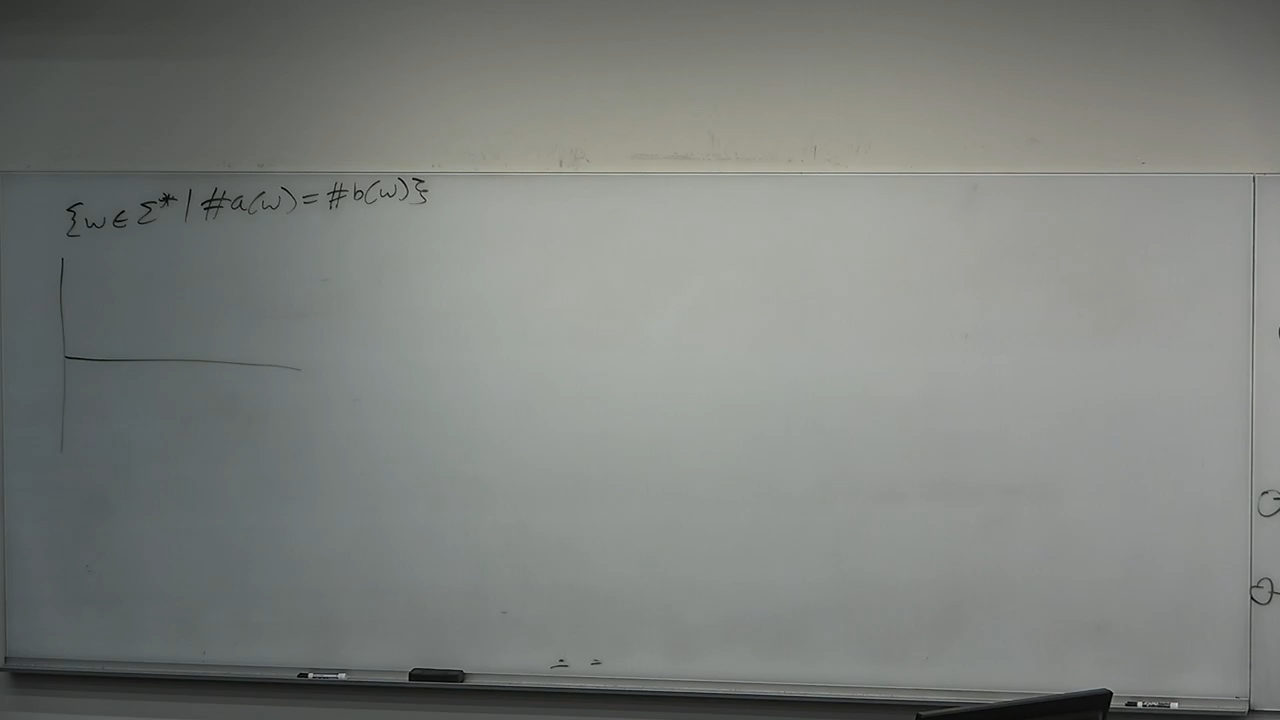 {w ∈ Σ* | #a(w) = #b(w)}